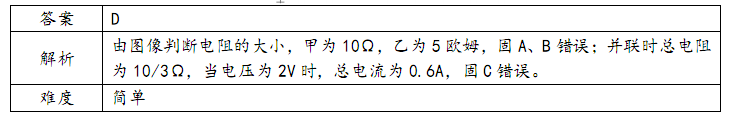 答案 D
解析 由图像判断电阻的大小，甲为10Ω，乙为5欧姆，固A、B错误；并联时总电阻
为10/3Ω，当电压为2V时，总电流为0.6A，固C错误。
难度 简单